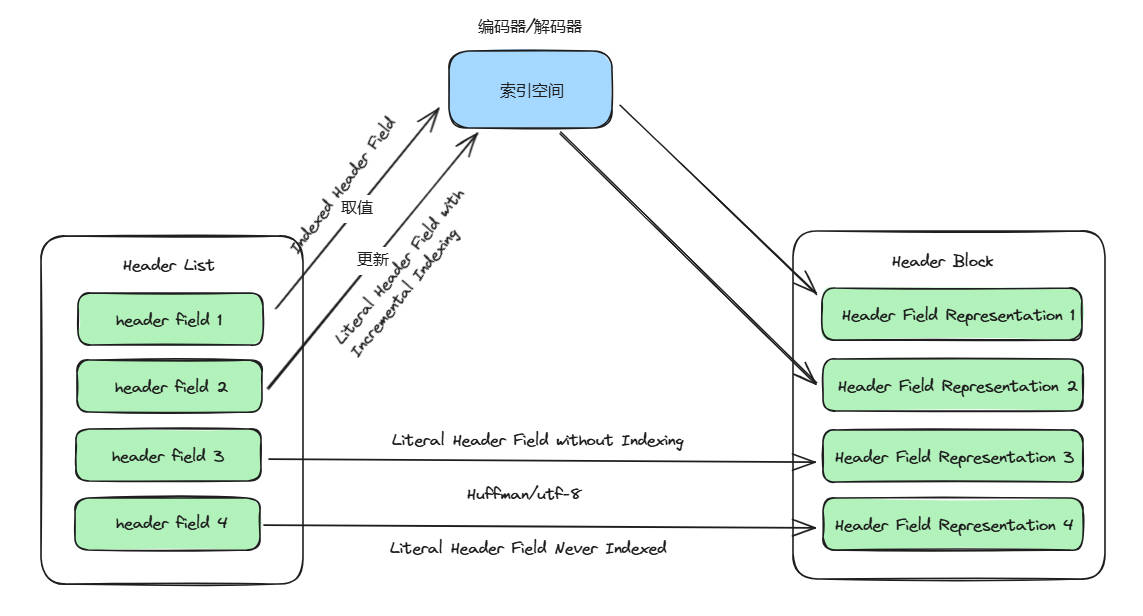 编码器/解码器
索引空间
Indexed Header Field
取值
Literal Header Field with
Incremental Indexing
更新
Header List
header field 1
header field 2
header field 3
header field 4
Literal Header Field without Indexing
Huffman/utf-8
Literal Header Field Never Indexed
Header Block
Header Field Representation 1
Header Field Representation 2
Header Field Representation 3
Header Field Representation 4